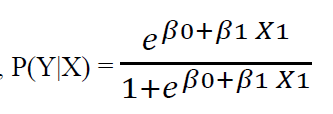 , P(Y|X) = e^{β0+β1 X1} / 1+e^{β0+β1 X1}